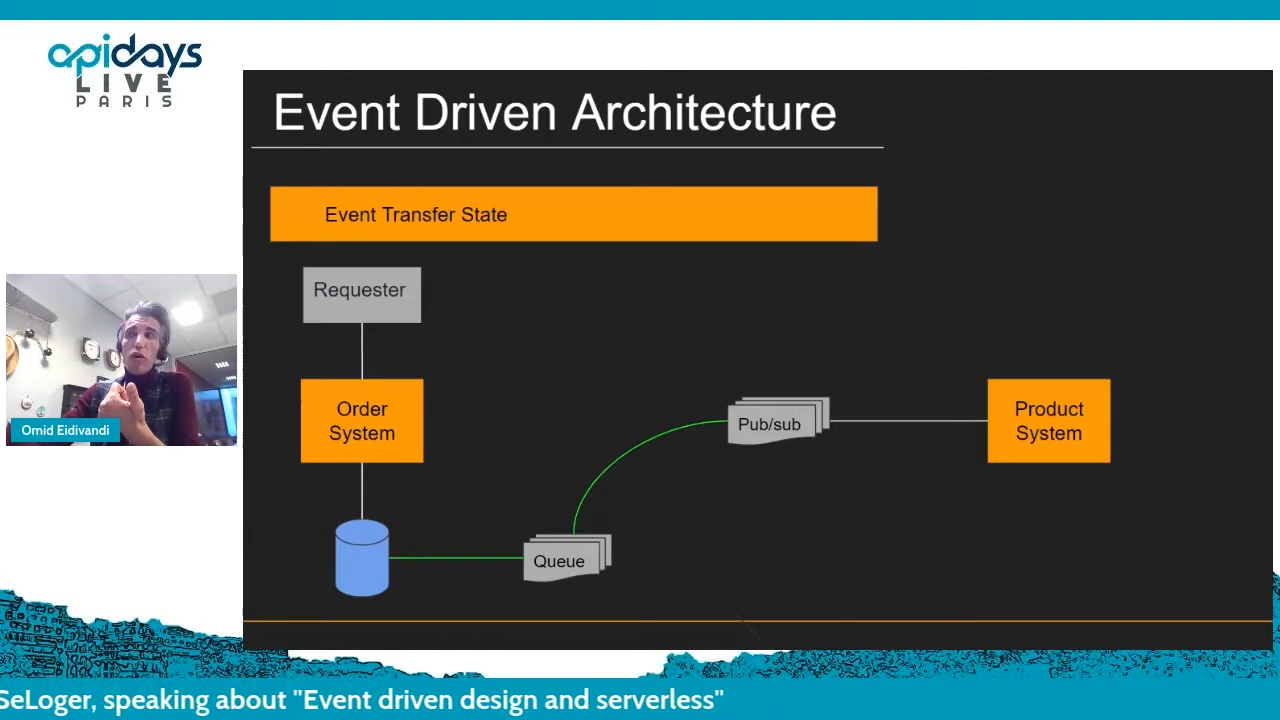 apidays
LIVE
PARIS
Event Driven Architecture
Event Transfer State
Requester
Order
System
Pub/sub
Product
System
Queue
Omid Eidivandi
SeLoger, speaking about "Event driven design and serverless"